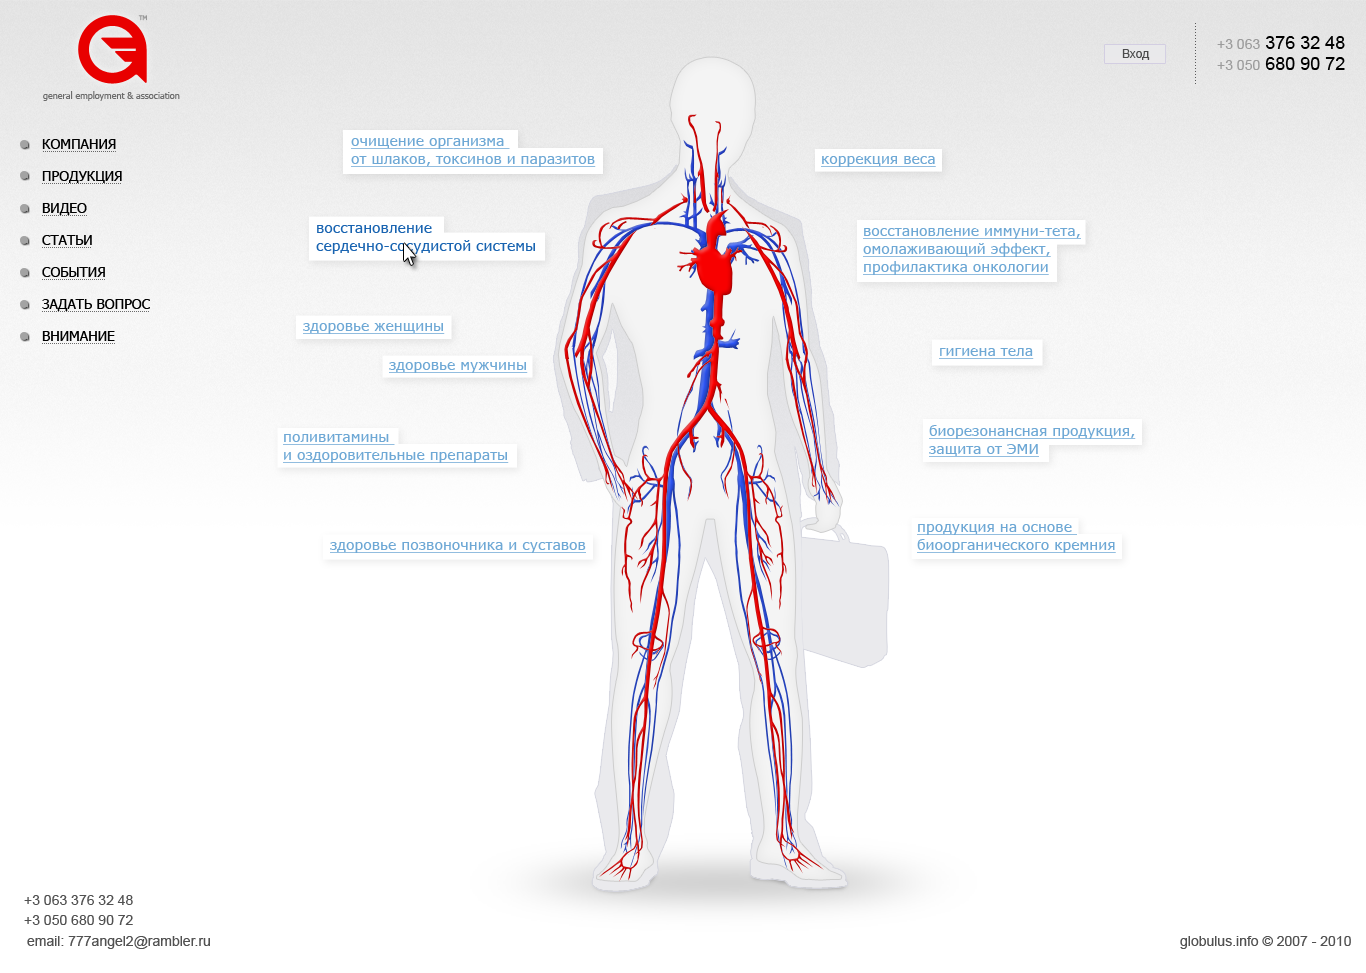 TM
general employment & association
Вход
+3 063 376 32 48
+3 050 680 90 72
КОМПАНИЯ
ПРОДУКЦИЯ
ВИДЕО
СТАТЬИ
СОБЫТИЯ
ЗАДАТЬ ВОПРОС
ВНИМАНИЕ
очищение организма
от шлаков, токсинов и паразитов
восстановление
сердечно-сосудистой системы
здоровье женщины
здоровье мужчины
поливитамины
и оздоровительные препараты
здоровье позвоночника и суставов
коррекция веса
восстановление иммуни-тета,
омолаживающий эффект,
профилактика онкологии
гигиена тела
биорезонансная продукция,
защита от ЭМИ
продукция на основе
биоорганического кремния
+3 063 376 32 48
+3 050 680 90 72
email: 777angel2@rambler.ru
globulus.info © 2007 - 2010